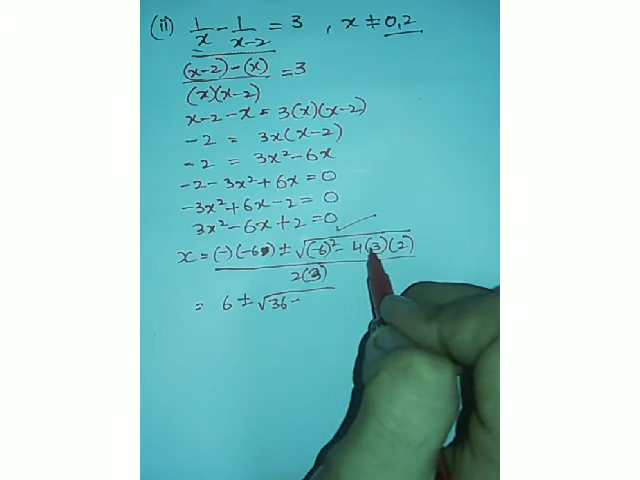 (ii) 1/x - 1/(x-2) = 3 , x ≠ 0,2
(x-2) - (x) / (x)(x-2) = 3
x-2-x = 3(x)(x-2)
-2 = 3x(x-2)
-2 = 3x² - 6x
-2-3x²+6x = 0
-3x²+6x-2 = 0
3x²-6x+2 = 0
x = (-)(-6) ± √(-6)² - 4(3)(2) / 2(3)
= 6 ± √36 -